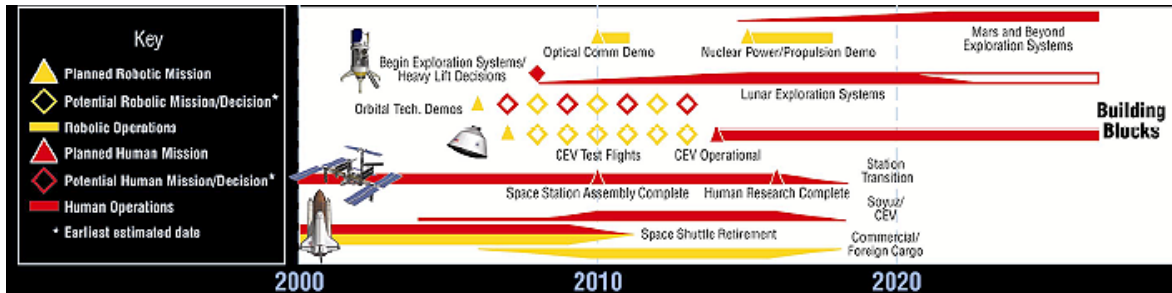 Key
Planned Robotic Mission
Potential Robotic Mission/Decision*
Robotic Operations
Planned Human Mission
Potential Human Mission/Decision*
Human Operations
* Earliest estimated date
Mars and Beyond
Exploration Systems
Optical Comm Demo
Nuclear Power/Propulsion Demo
Begin Exploration Systems/
Heavy Lift Decisions
Lunar Exploration Systems
Orbital Tech. Demos
Building
Blocks
CEV Test Flights
CEV Operational
Station
Transition
Space Station Assembly Complete
Human Research Complete
Soyuz/
CEV
Space Shuttle Retirement
Commercial/
Foreign Cargo
2000
2010
2020